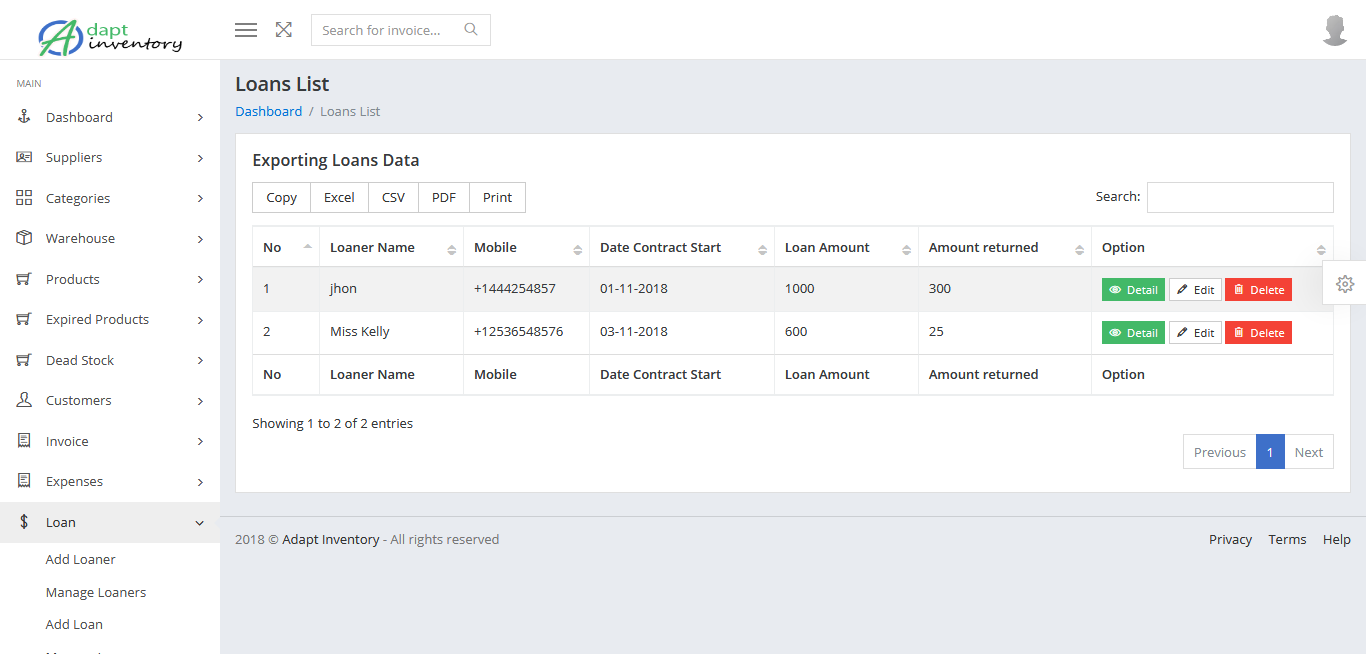 Adapt
inventory
Search for invoice...
MAIN
Dashboard
Suppliers
Categories
Warehouse
Products
Expired Products
Dead Stock
Customers
Invoice
Expenses
Loan
Add Loaner
Manage Loaners
Add Loan
Loans List
Dashboard / Loans List
Exporting Loans Data
Copy Excel CSV PDF Print
Search:
No Loaner Name Mobile Date Contract Start Loan Amount Amount returned Option
1 jhon +1444254857 01-11-2018 1000 300 Detail Edit Delete
2 Miss Kelly +12536548576 03-11-2018 600 25 Detail Edit Delete
No Loaner Name Mobile Date Contract Start Loan Amount Amount returned Option
Showing 1 to 2 of 2 entries
Previous 1 Next
2018 © Adapt Inventory - All rights reserved
Privacy Terms Help